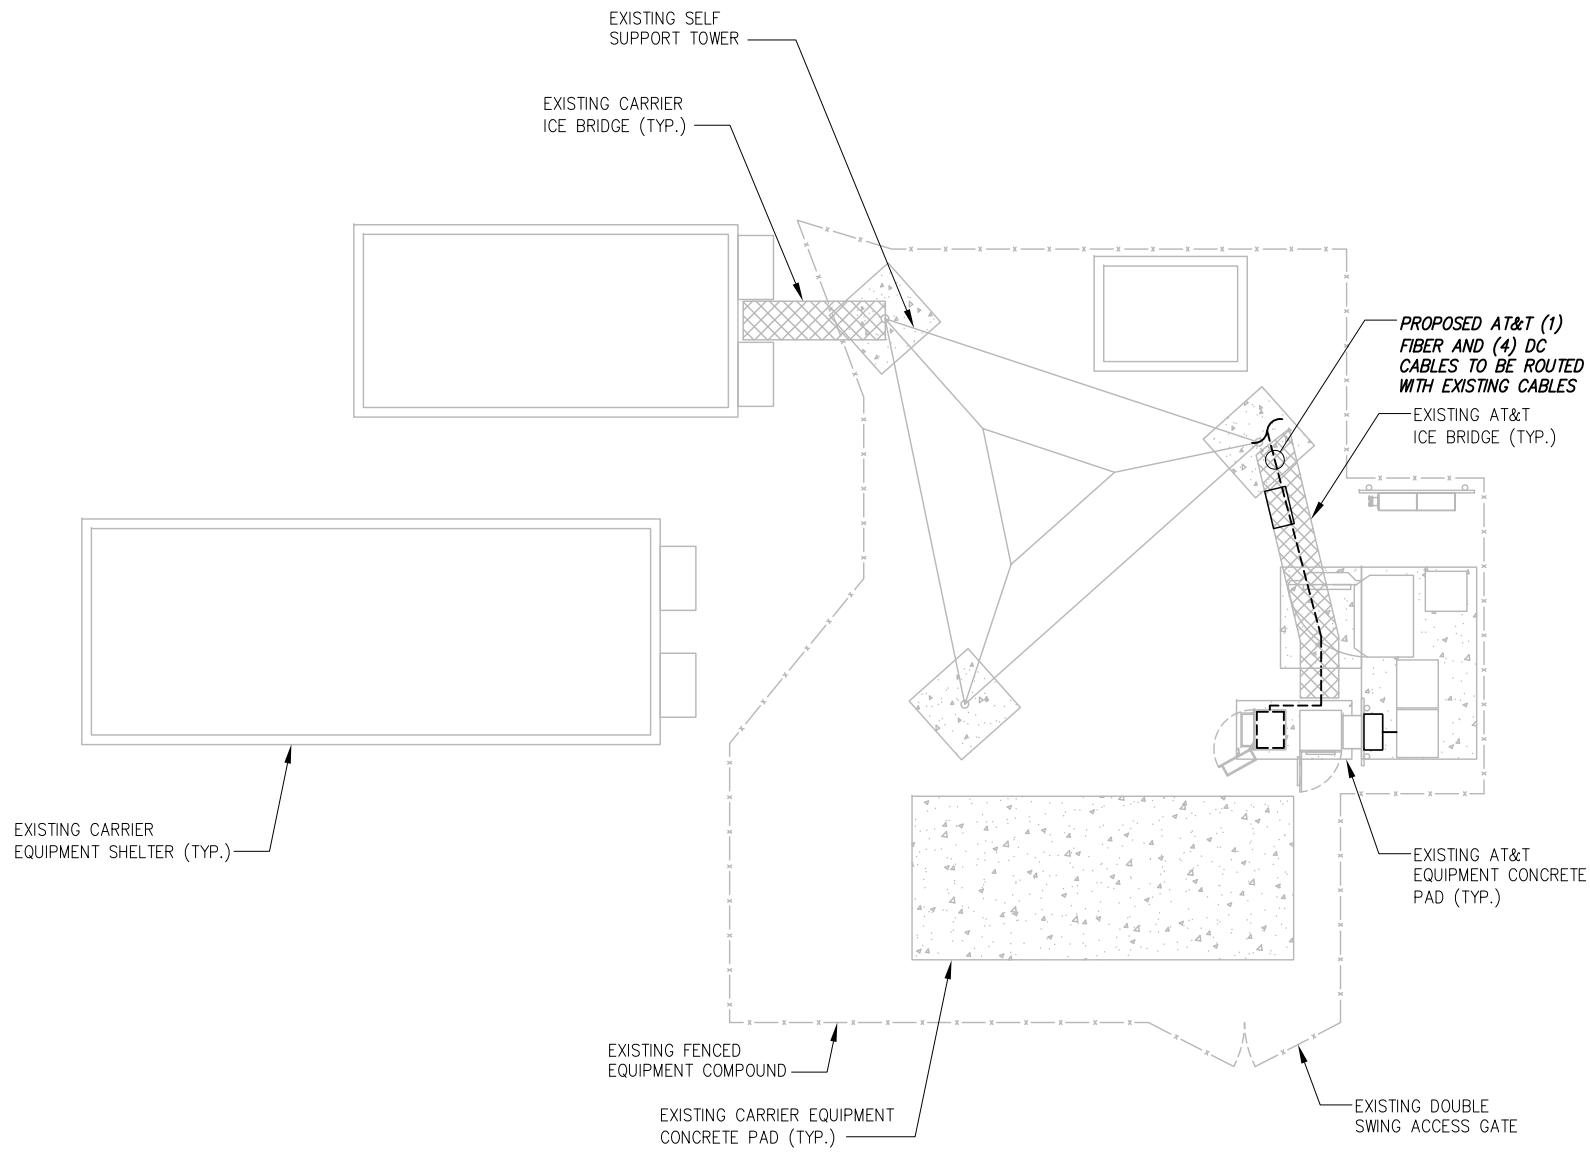 EXISTING SELF
SUPPORT TOWER
EXISTING CARRIER
ICE BRIDGE (TYP.)
PROPOSED AT&T (1)
FIBER AND (4) DC
CABLES TO BE ROUTED
WITH EXISTING CABLES
EXISTING AT&T
ICE BRIDGE (TYP.)
EXISTING CARRIER
EQUIPMENT SHELTER (TYP.)
EXISTING AT&T
EQUIPMENT CONCRETE
PAD (TYP.)
EXISTING FENCED
EQUIPMENT COMPOUND
EXISTING CARRIER EQUIPMENT
CONCRETE PAD (TYP.)
EXISTING DOUBLE
SWING ACCESS GATE